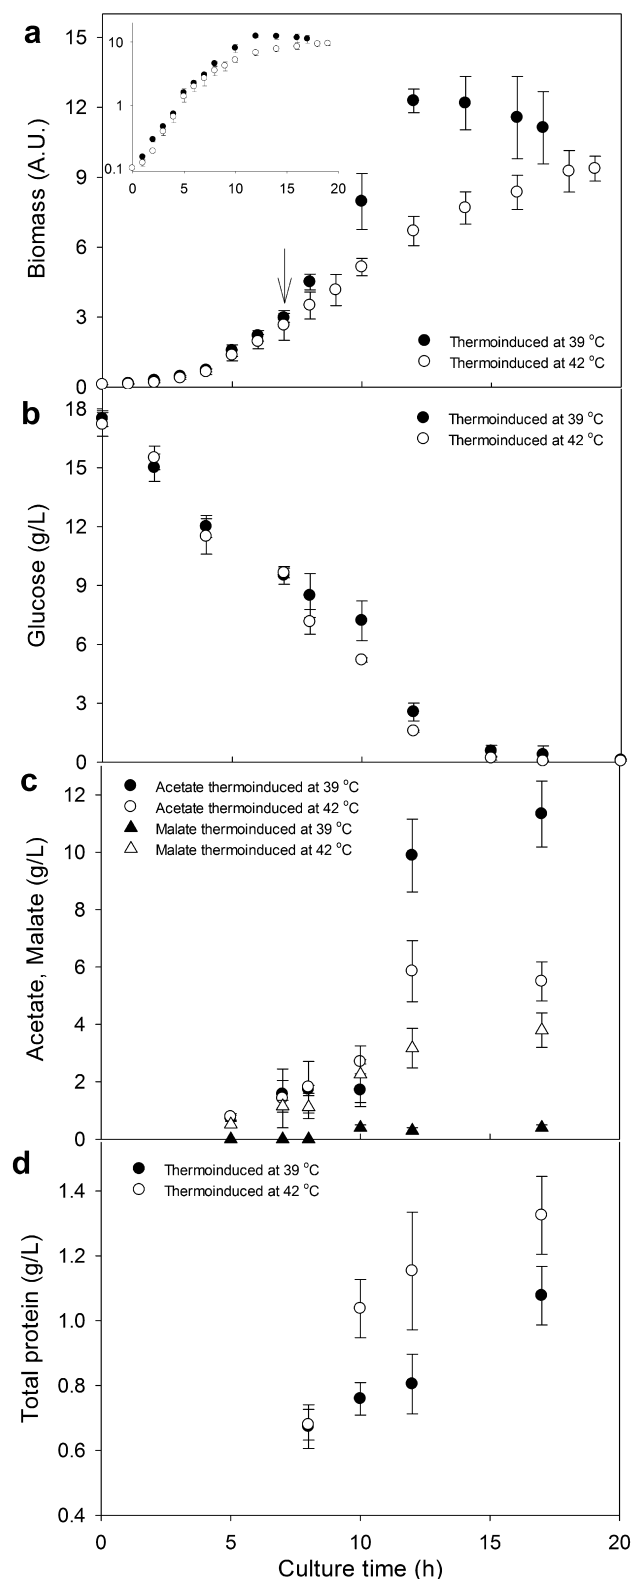 a
15
12
9
6
3
0
Biomass (A.U.)
10
1
0.1
0 5 10 15 20
Thermoinduced at 39 °C
Thermoinduced at 42 °C
b
18
15
12
9
6
3
0
Glucose (g/L)
Thermoinduced at 39 °C
Thermoinduced at 42 °C
c
12
10
8
6
4
2
0
Acetate, Malate (g/L)
Acetate thermoinduced at 39 °C
Acetate thermoinduced at 42 °C
Malate thermoinduced at 39 °C
Malate thermoinduced at 42 °C
d
1.4
1.2
1.0
0.8
0.6
0.4
Total protein (g/L)
Thermoinduced at 39 °C
Thermoinduced at 42 °C
0 5 10 15 20
Culture time (h)